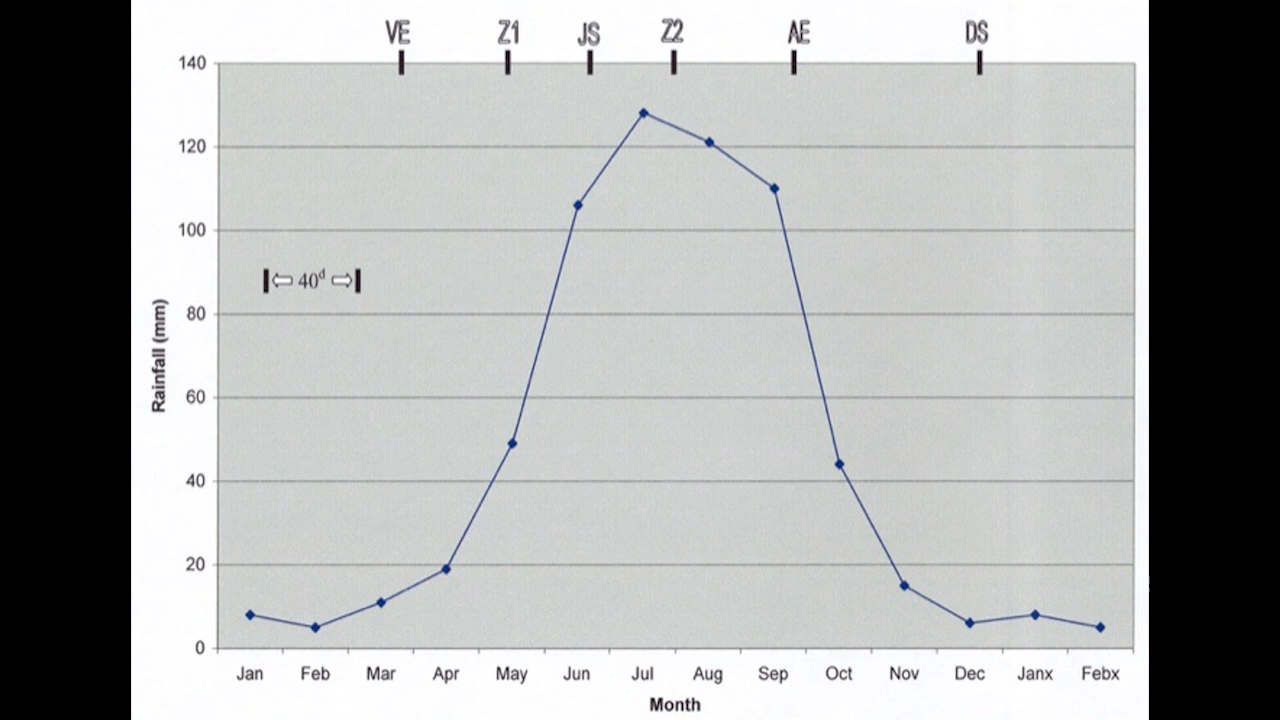 VE Z1 JS Z2 AE DS
140
120
100
80
60
40
20
0
40d
Rainfall (mm)
Jan Feb Mar Apr May Jun Jul Aug Sep Oct Nov Dec Janx Febx
Month